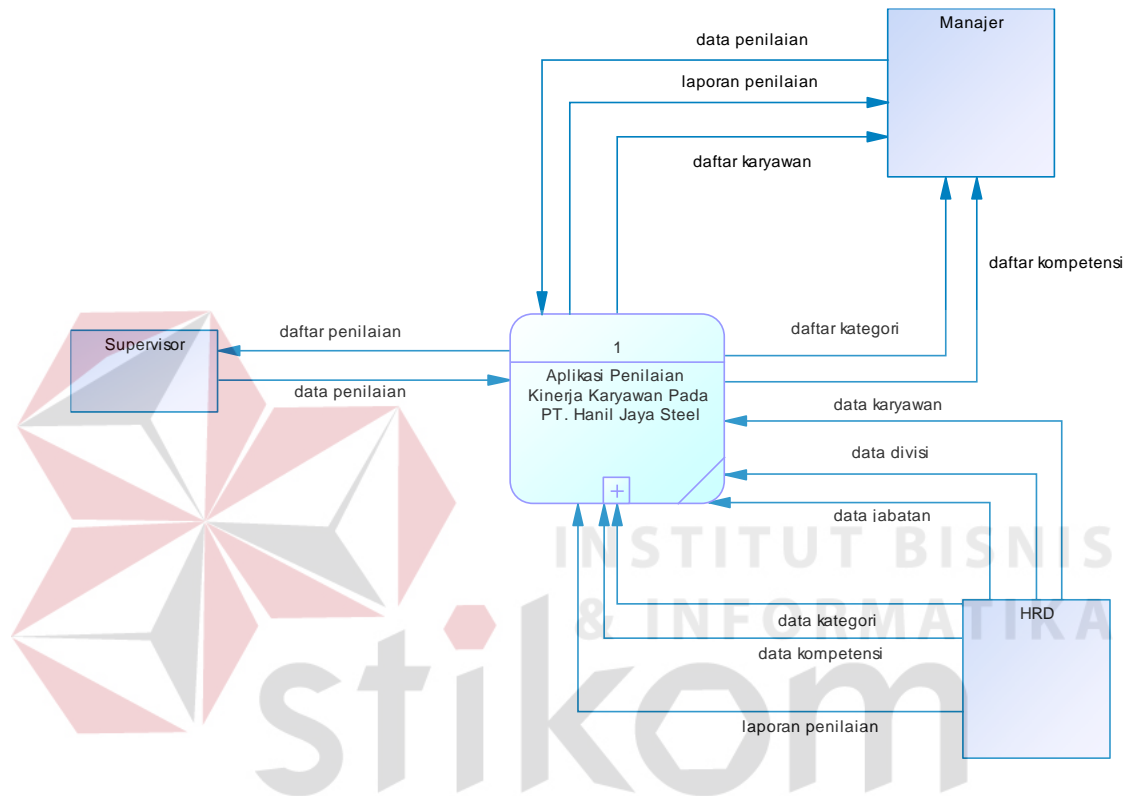 Manajer
data penilaian
laporan penilaian
daftar karyawan
daftar kompetensi
daftar kategori
daftar penilaian
Supervisor
data penilaian
1
Aplikasi Penilaian
Kinerja Karyawan Pada
PT. Hanil Jaya Steel
data karyawan
data divisi
data jabatan
INSTITUT BISNIS
& INFORMATIKA
HRD
data kategori
data kompetensi
laporan penilaian
stikom